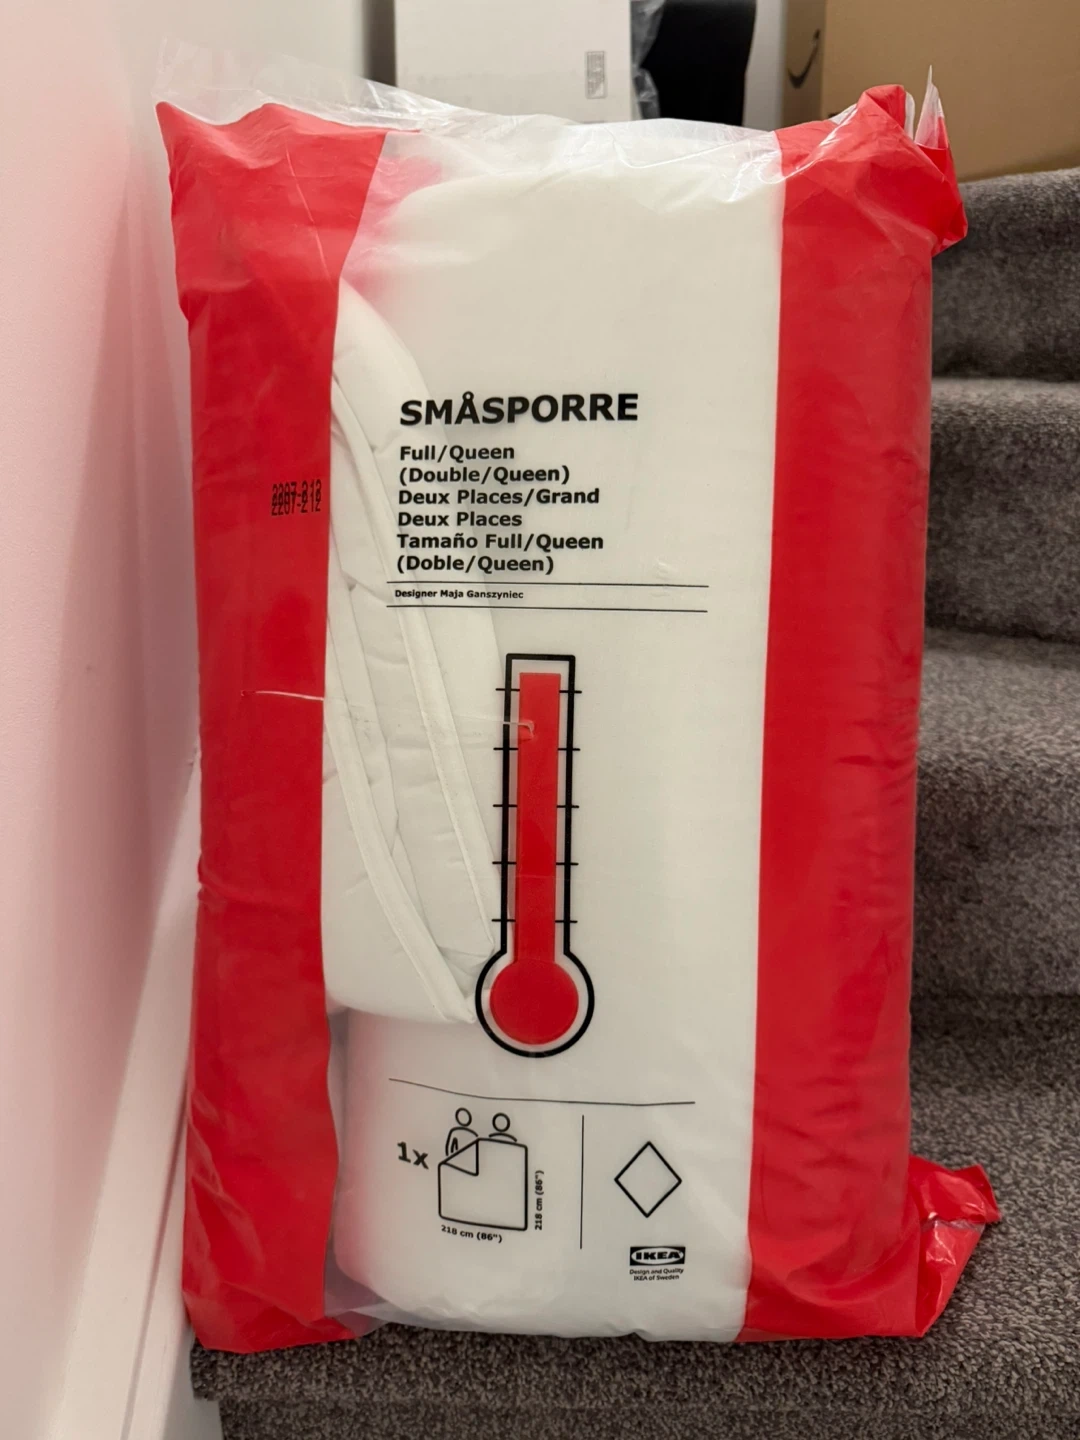 SMÅSPORRE
Full/Queen
(Double/Queen)
Deux Places/Grand
Deux Places
Tamaño Full/Queen
(Doble/Queen)
Designer Maja Ganszyniec
1x
218 cm (86")
218 cm (86")
IKEA
Design and Quality
IKEA of Sweden